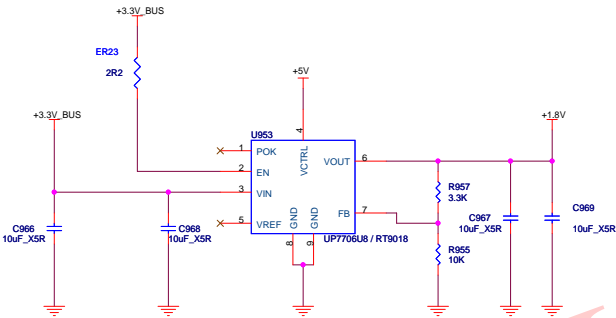 +3.3V_BUS
ER23
2R2
+5V
+3.3V_BUS
+1.8V
U953
1
POK
4
VCTRL
2
EN
VOUT
6
3
VIN
R957
3.3K
5
VREF
GND
GND
FB
7
8
9
UP7706U8 / RT9018
C966
10uF_X5R
C968
10uF_X5R
C967
10uF_X5R
C969
10uF_X5R
R955
10K